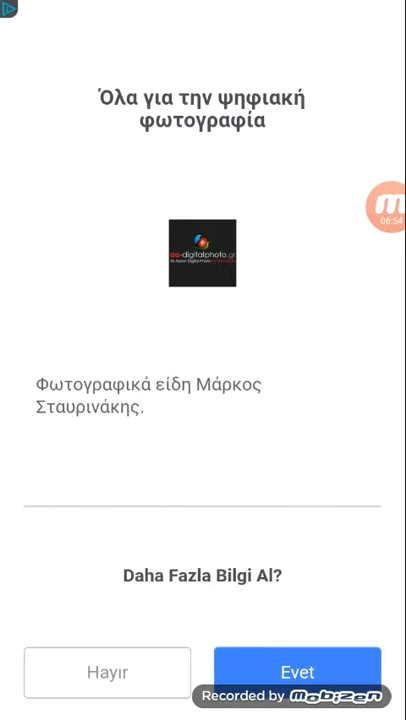 Όλα για την ψηφιακή
φωτογραφία
06:54
aa-digitalphoto.gr
Φωτογραφικά είδη Μάρκος
Σταυρινάκης.
Daha Fazla Bilgi Al?
Hayır
Evet
Recorded by mobizen